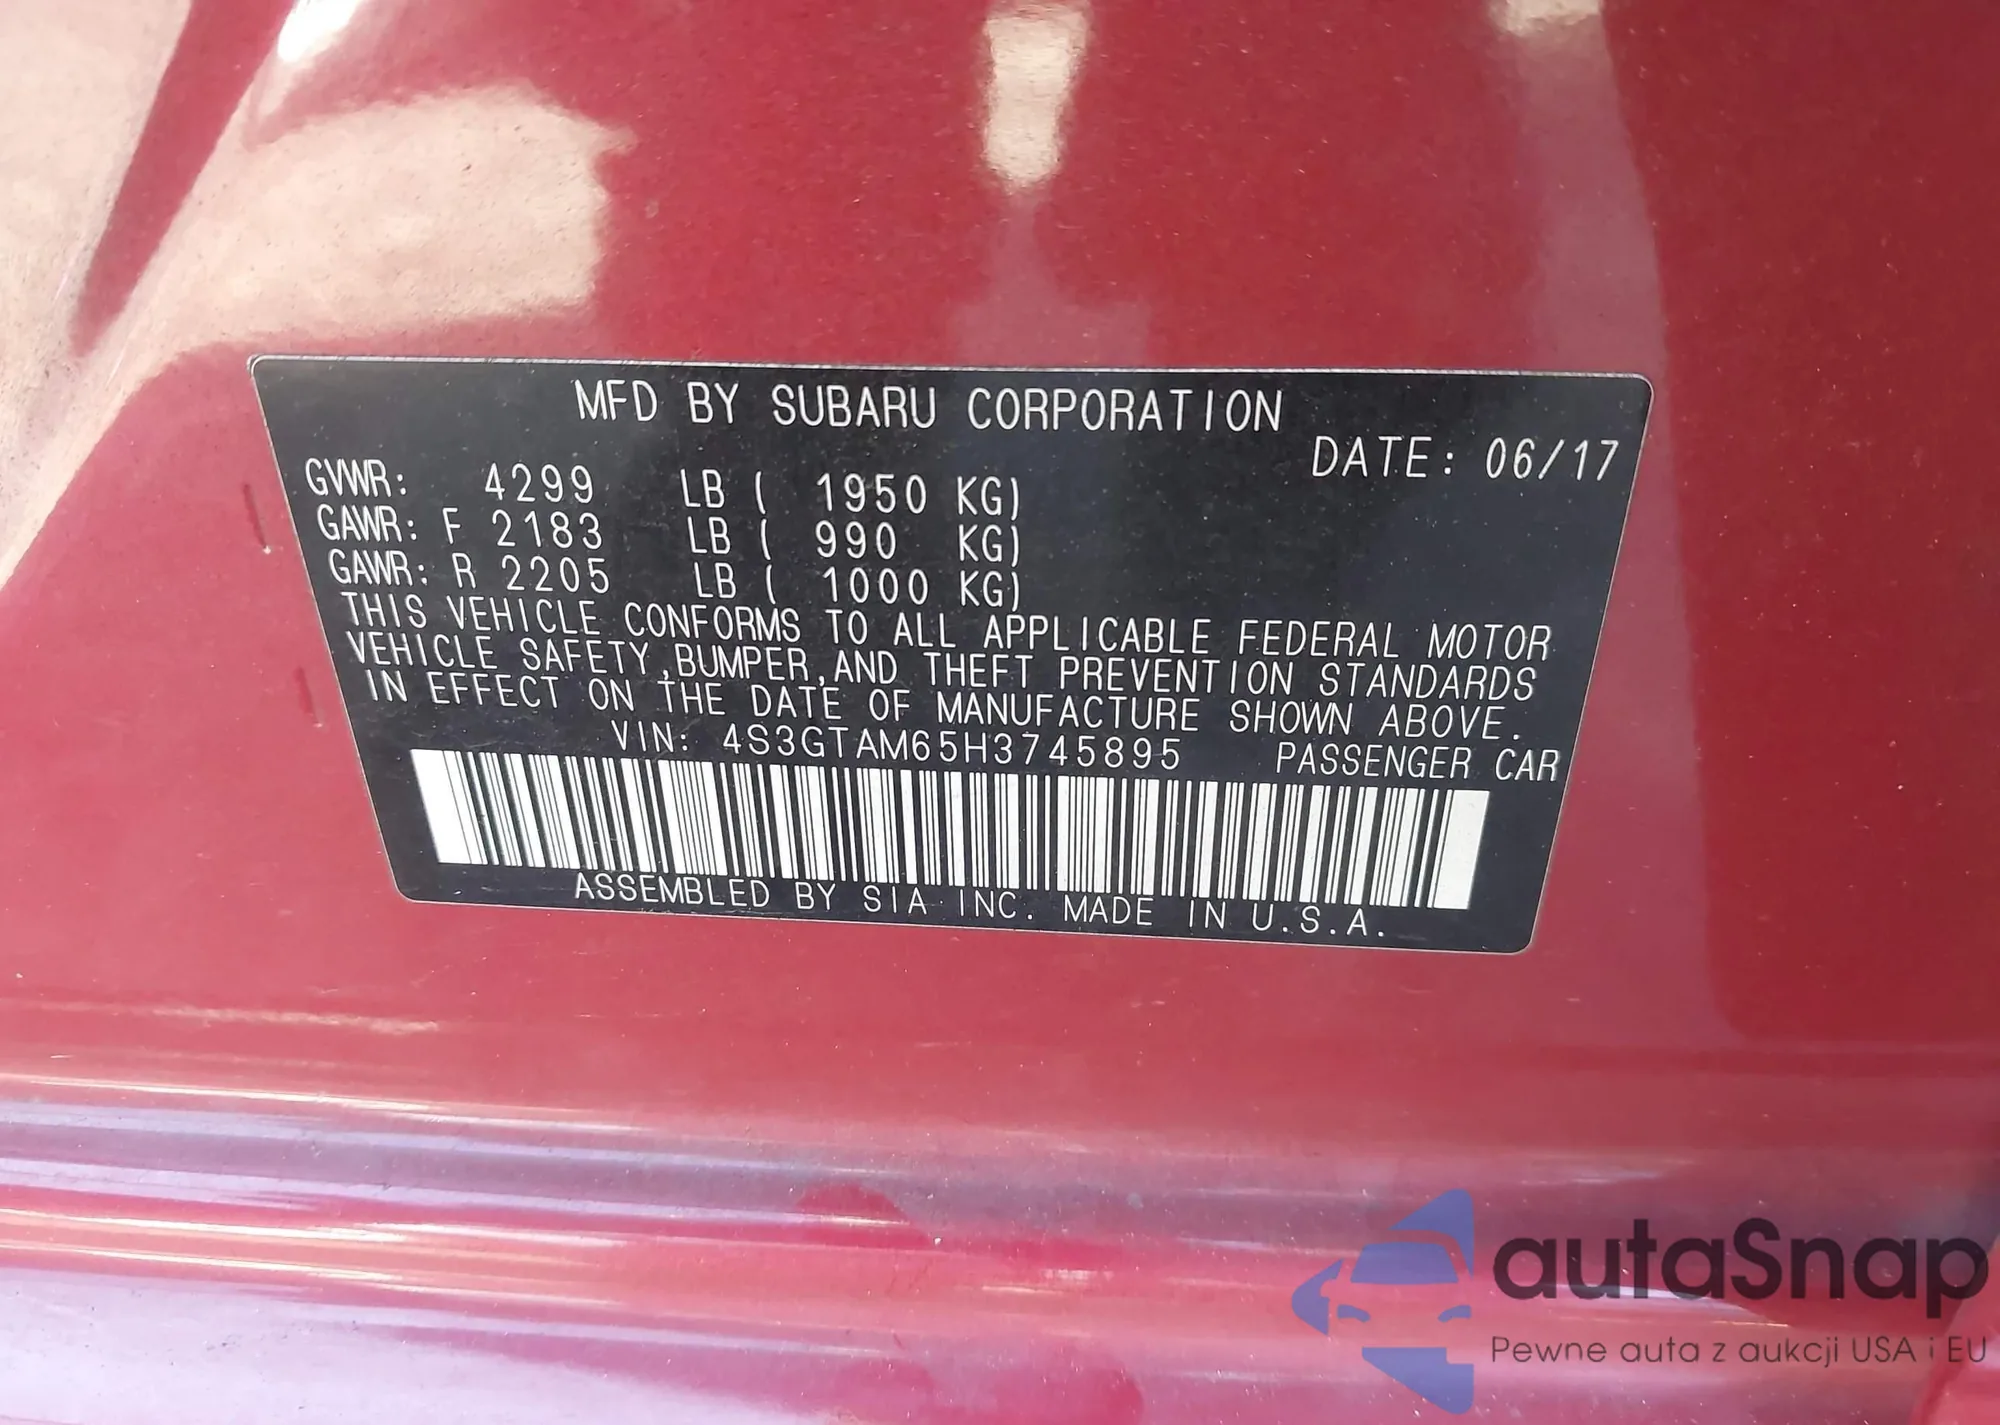 MFD BY SUBARU CORPORATION
DATE: 06/17
GVWR: 4299 LB ( 1950 KG)
GAWR: F 2183 LB ( 990 KG)
GAWR: R 2205 LB ( 1000 KG)
THIS VEHICLE CONFORMS TO ALL APPLICABLE FEDERAL MOTOR
VEHICLE SAFETY,BUMPER,AND THEFT PREVENTION STANDARDS
IN EFFECT ON THE DATE OF MANUFACTURE SHOWN ABOVE.
VIN: 4S3GTAM65H3745895 PASSENGER CAR
ASSEMBLED BY SIA INC. MADE IN U.S.A.
autaSnap
Pewne auta z aukcji USA i EU